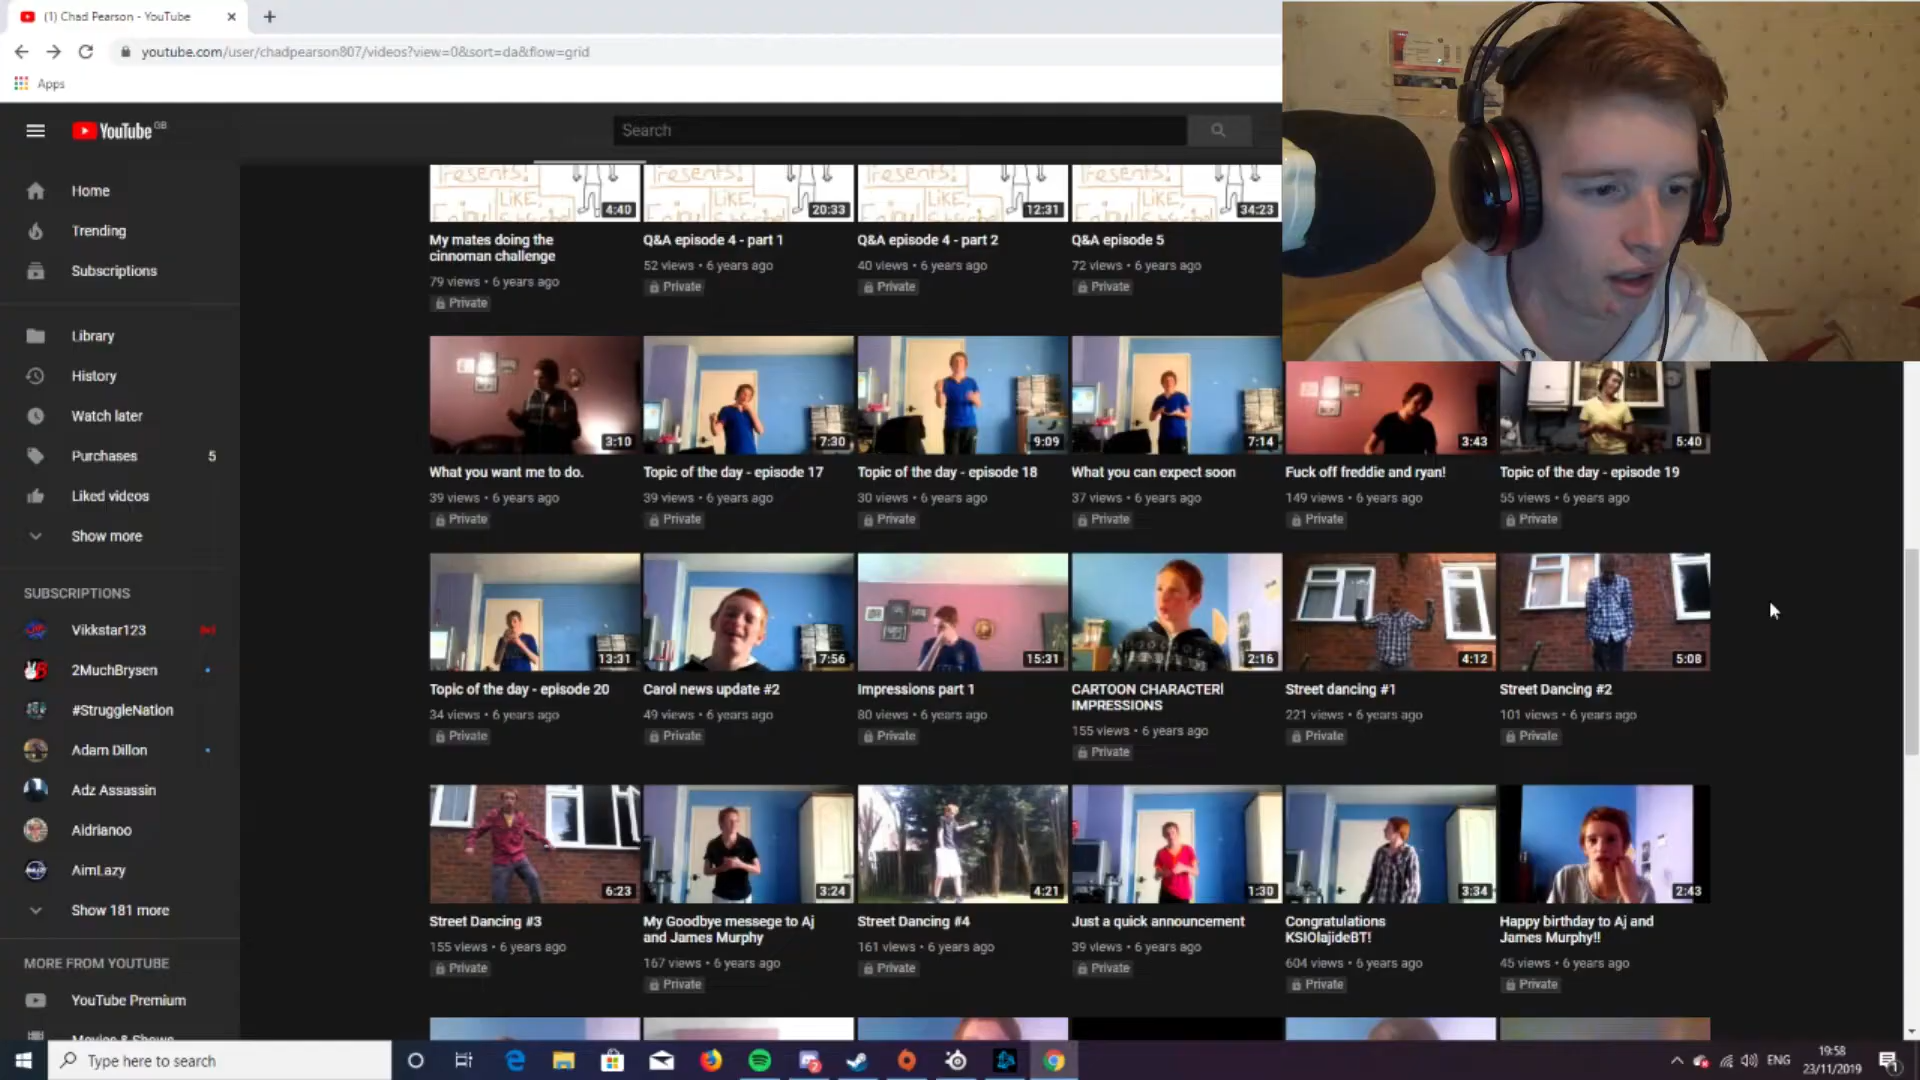 (1) Chad Pearson - YouTube
youtube.com/user/chadpearson807/videos?view=0&sort=da&flow=grid
Apps
YouTube GB
Search
Home
Trending
Subscriptions
Library
History
Watch later
Purchases 5
Liked videos
Show more
SUBSCRIPTIONS
Vikkstar123
2MuchBrysen
#StruggleNation
Adam Dillon
Adz Assassin
Aidrianoo
AimLazy
Show 181 more
MORE FROM YOUTUBE
YouTube Premium
Movies & Shows
4:40 20:33 12:31 34:23
My mates doing the
cinnoman challenge
79 views • 6 years ago
Private
Q&A episode 4 - part 1
52 views • 6 years ago
Private
Q&A episode 4 - part 2
40 views • 6 years ago
Private
Q&A episode 5
72 views • 6 years ago
Private
3:10 7:30 9:09 7:14 3:43 5:40
What you want me to do.
39 views • 6 years ago
Private
Topic of the day - episode 17
39 views • 6 years ago
Private
Topic of the day - episode 18
30 views • 6 years ago
Private
What you can expect soon
37 views • 6 years ago
Private
Fuck off freddie and ryan!
149 views • 6 years ago
Private
Topic of the day - episode 19
55 views • 6 years ago
Private
13:31 7:56 15:31 2:16 4:12 5:08
Topic of the day - episode 20
34 views • 6 years ago
Private
Carol news update #2
49 views • 6 years ago
Private
Impressions part 1
80 views • 6 years ago
Private
CARTOON CHARACTER!
IMPRESSIONS
155 views • 6 years ago
Private
Street dancing #1
221 views • 6 years ago
Private
Street Dancing #2
101 views • 6 years ago
Private
6:23 3:24 4:21 1:30 3:34 2:43
Street Dancing #3
155 views • 6 years ago
Private
My Goodbye messege to Aj
and James Murphy
167 views • 6 years ago
Private
Street Dancing #4
161 views • 6 years ago
Private
Just a quick announcement
39 views • 6 years ago
Private
Congratulations
KSIOlajideBT!
604 views • 6 years ago
Private
Happy birthday to Aj and
James Murphy!!
45 views • 6 years ago
Private
Type here to search
ENG
19:58
23/11/2019